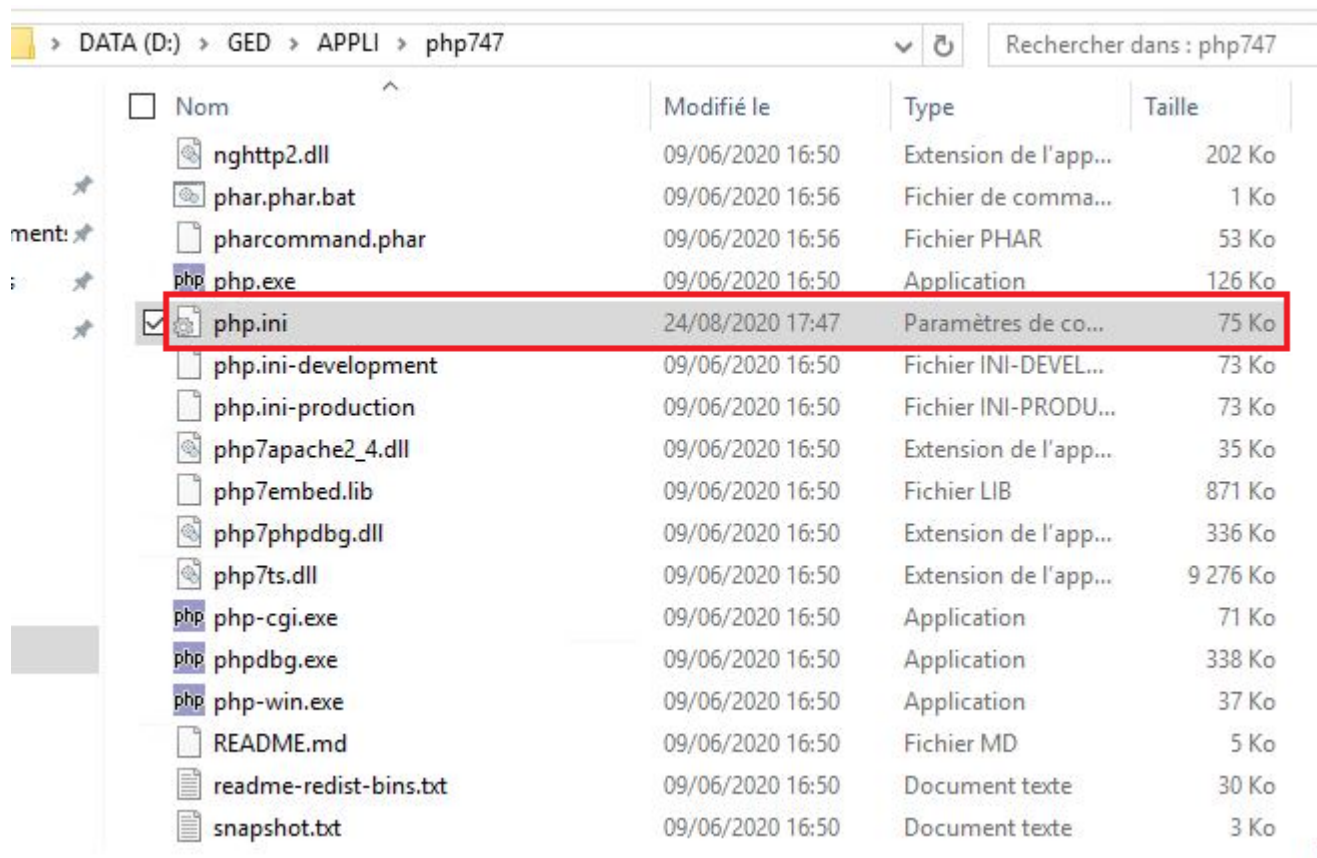 DATA (D:) > GED > APPLI > php747 Rechercher dans : php747
Nom Modifié le Type Taille
nghttp2.dll 09/06/2020 16:50 Extension de l'app... 202 Ko
phar.phar.bat 09/06/2020 16:56 Fichier de comma... 1 Ko
ment: pharcommand.phar 09/06/2020 16:56 Fichier PHAR 53 Ko
s php php.exe 09/06/2020 16:50 Application 126 Ko
php.ini 24/08/2020 17:47 Paramètres de co... 75 Ko
php.ini-development 09/06/2020 16:50 Fichier INI-DEVEL... 73 Ko
php.ini-production 09/06/2020 16:50 Fichier INI-PRODU... 73 Ko
php7apache2_4.dll 09/06/2020 16:50 Extension de l'app... 35 Ko
php7embed.lib 09/06/2020 16:50 Fichier LIB 871 Ko
php7phpdbg.dll 09/06/2020 16:50 Extension de l'app... 336 Ko
php7ts.dll 09/06/2020 16:50 Extension de l'app... 9 276 Ko
php php-cgi.exe 09/06/2020 16:50 Application 71 Ko
php phpdbg.exe 09/06/2020 16:50 Application 338 Ko
php php-win.exe 09/06/2020 16:50 Application 37 Ko
README.md 09/06/2020 16:50 Fichier MD 5 Ko
readme-redist-bins.txt 09/06/2020 16:50 Document texte 30 Ko
snapshot.txt 09/06/2020 16:50 Document texte 3 Ko